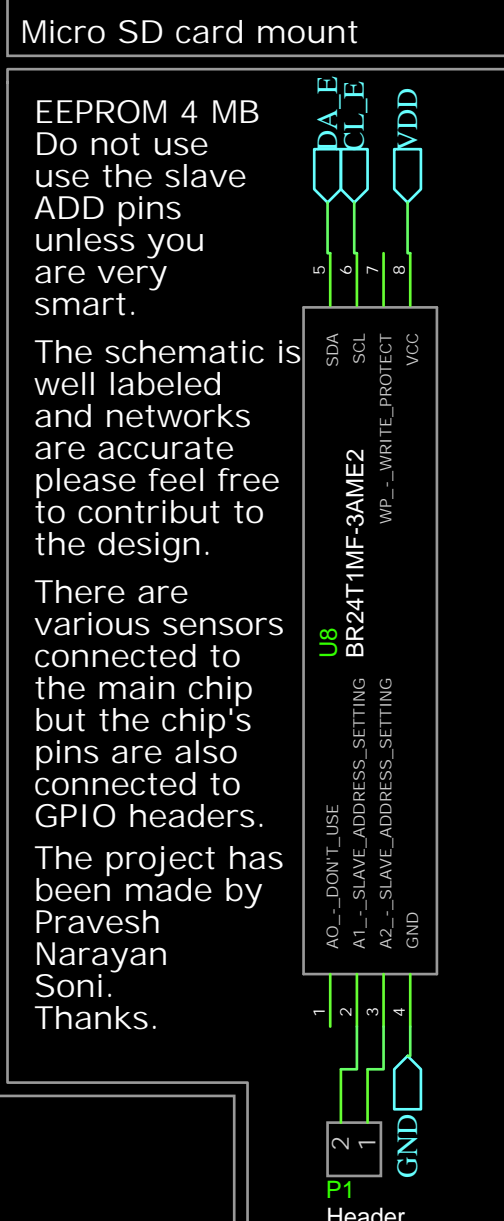 Micro SD card mount
EEPROM 4 MB
Do not use
use the slave
ADD pins
unless you
are very
smart.
The schematic is
well labeled
and networks
are accurate
please feel free
to contribut to
the design.
There are
various sensors
connected to
the main chip
but the chip's
pins are also
connected to
GPIO headers.
The project has
been made by
Pravesh
Narayan
Soni.
Thanks.
DA_E
CL_E
VDD
5
6
7
8
SDA
SCL
WP_-_WRITE_PROTECT
VCC
U8
BR24T1MF-3AME2
AO_-_DON'T_USE
A1_-_SLAVE_ADDRESS_SETTING
A2_-_SLAVE_ADDRESS_SETTING
GND
1
2
3
4
GND
2
1
P1
Header